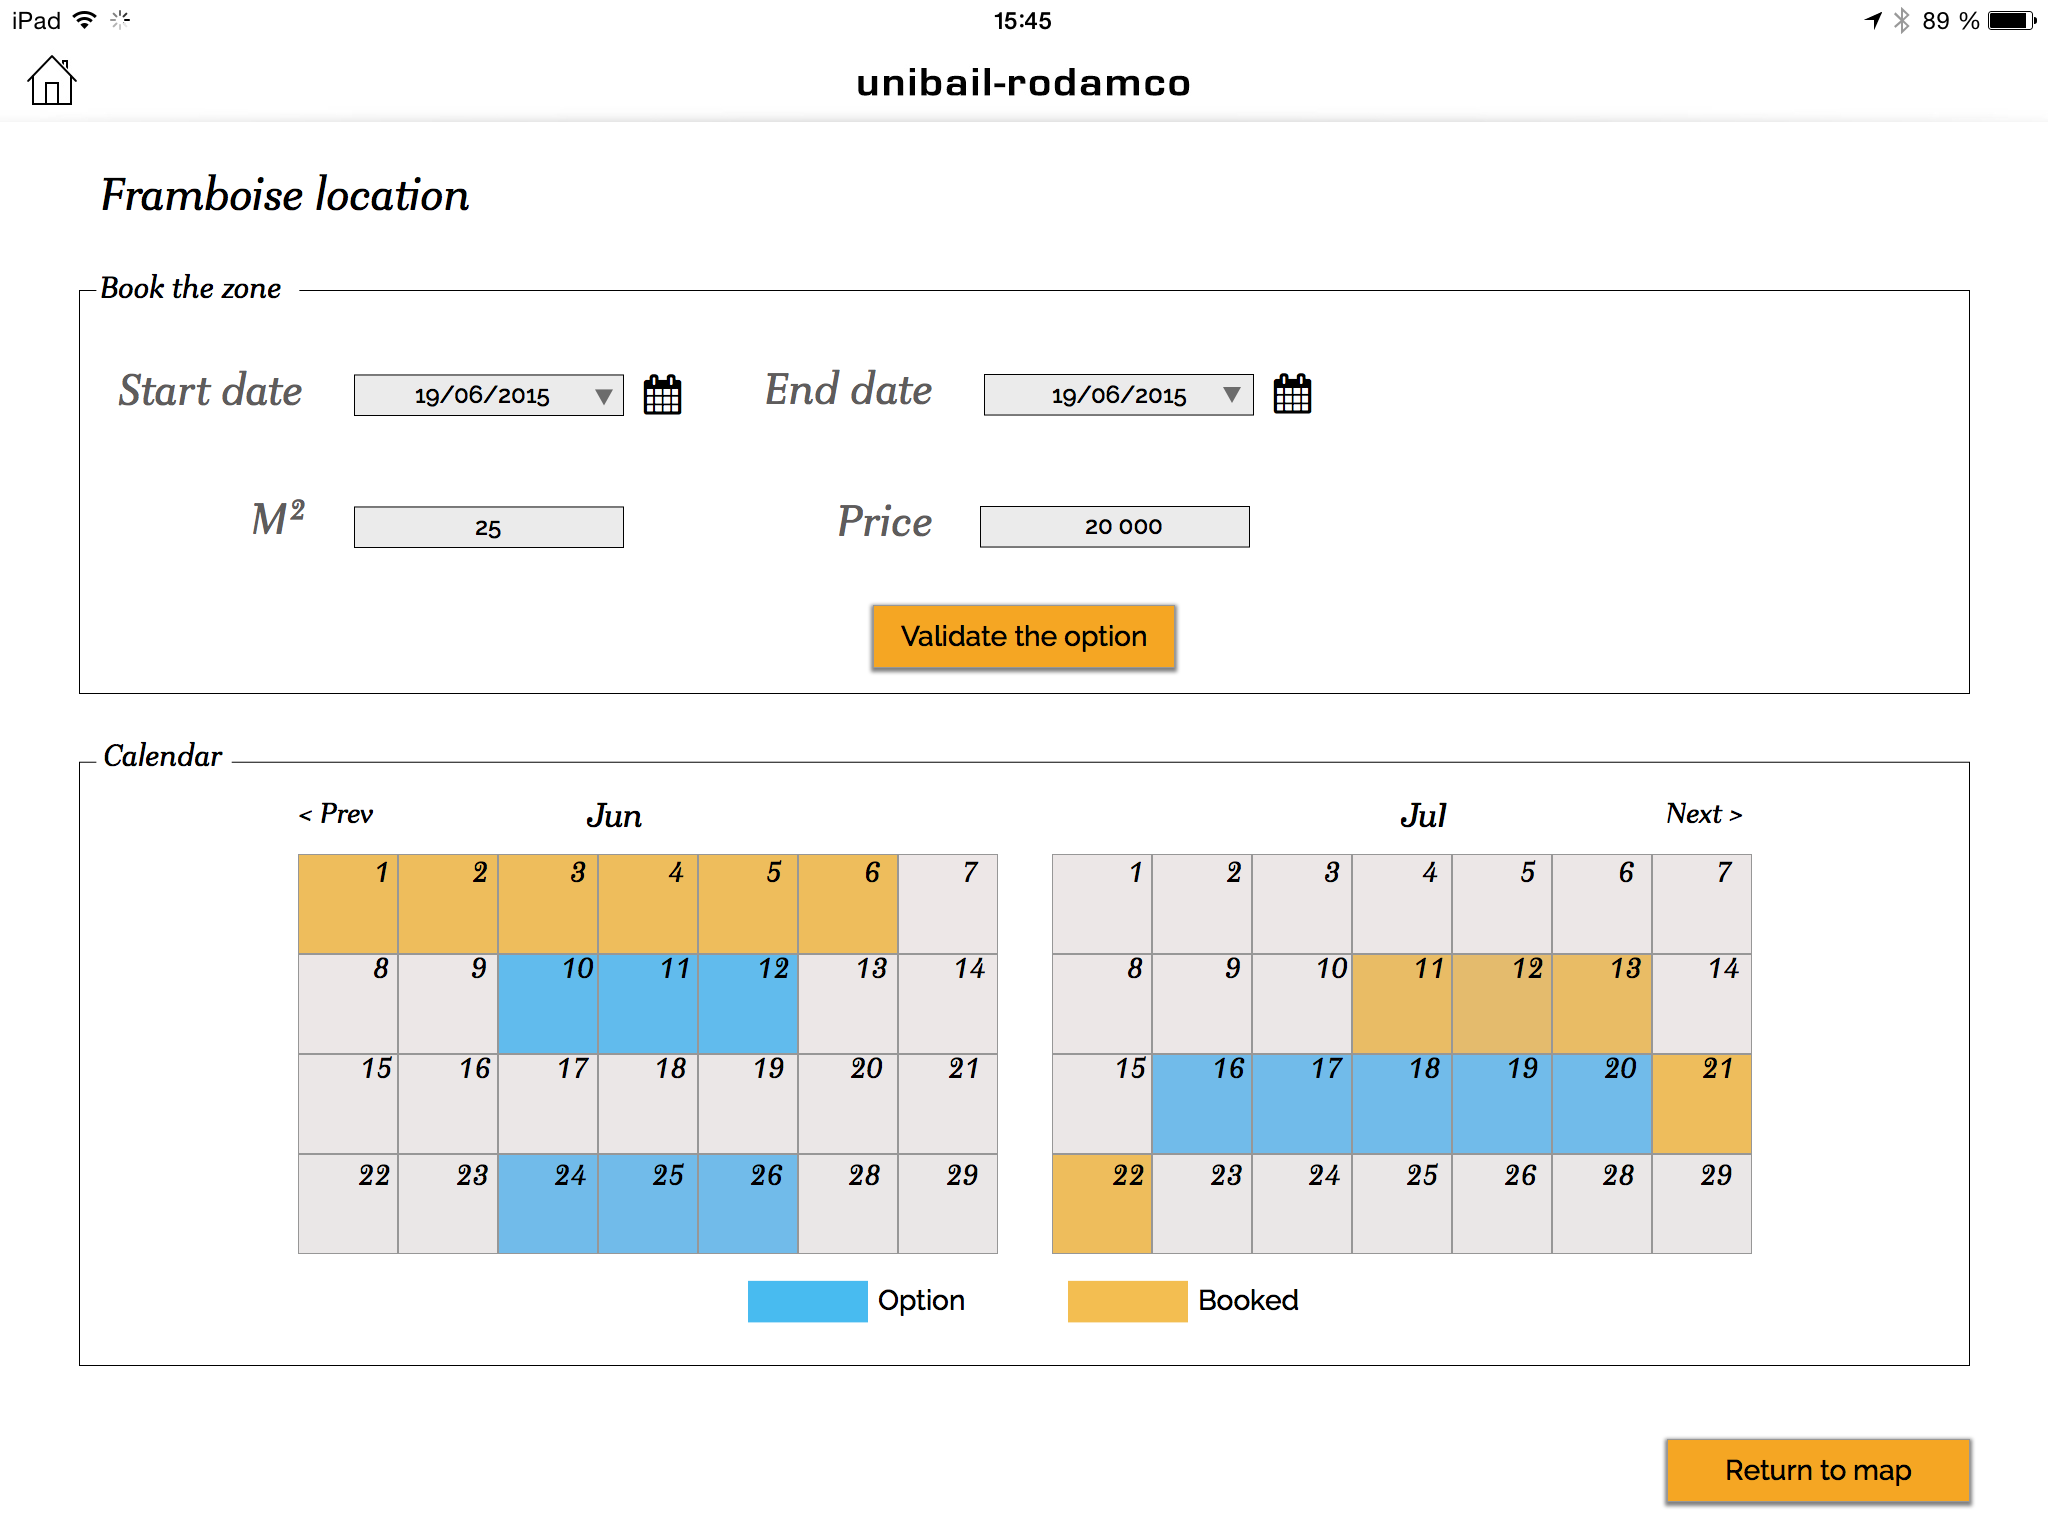 iPad 15:45 89 %
unibail-rodamco
Framboise location
Book the zone
Start date 19/06/2015 End date 19/06/2015
M² 25 Price 20 000
Validate the option
Calendar
< Prev Jun Jul Next >
1 2 3 4 5 6 7 1 2 3 4 5 6 7
8 9 10 11 12 13 14 8 9 10 11 12 13 14
15 16 17 18 19 20 21 15 16 17 18 19 20 21
22 23 24 25 26 28 29 22 23 24 25 26 28 29
Option Booked
Return to map